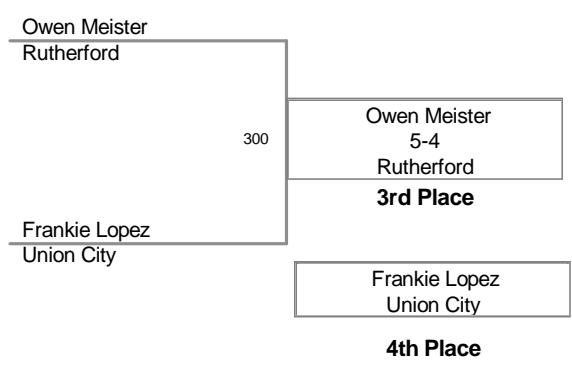 Owen Meister
Rutherford
300
Owen Meister
5-4
Rutherford
3rd Place
Frankie Lopez
Union City
Frankie Lopez
Union City
4th Place